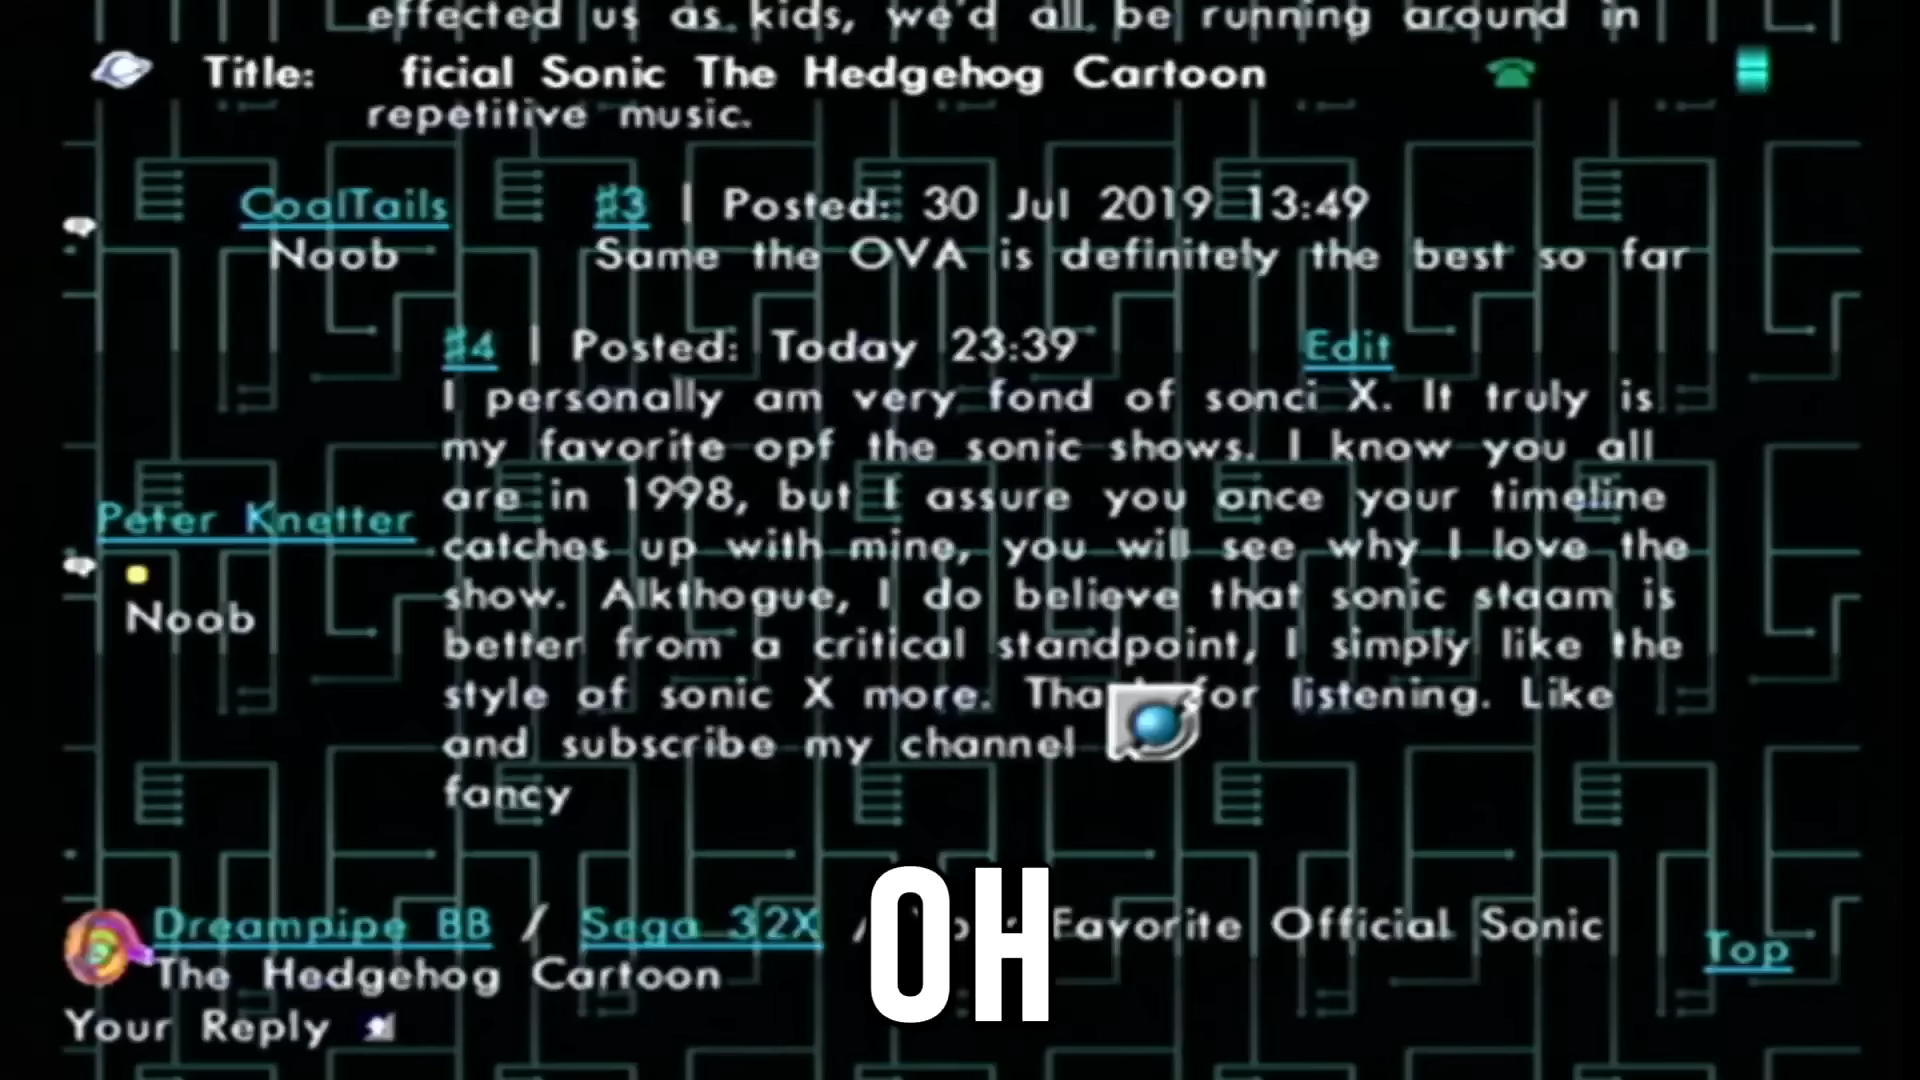 effected us as kids, we'd all be running around in
Title: ficial Sonic The Hedgehog Cartoon
repetitive music.
CoalTails #3 | Posted: 30 Jul 2019 13:49
Noob Same the OVA is definitely the best so far
#4 | Posted: Today 23:39 Edit
I personally am very fond of sonci X. It truly is
my favorite opf the sonic shows. I know you all
are in 1998, but I assure you once your timeline
Peter Knetter
catches up with mine, you will see why I love the
show. Alkthogue, I do believe that sonic staam is
Noob
better from a critical standpoint, I simply like the
style of sonic X more. Tha for listening. Like
and subscribe my channel
fancy
OH
Dreampipe BB / Sega 32X / Favorite Official Sonic
The Hedgehog Cartoon
Top
Your Reply